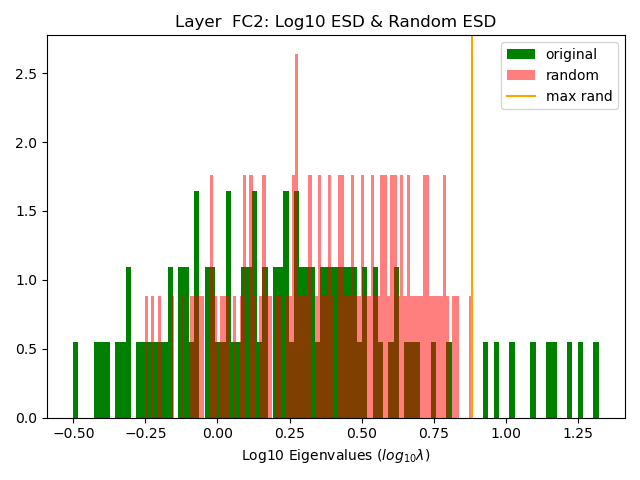 Layer  FC2: Log10 ESD & Random ESD
original
random
max rand
2.5
2.0
1.5
1.0
0.5
0.0
−0.50 −0.25 0.00 0.25 0.50 0.75 1.00 1.25
Log10 Eigenvalues (log₁₀λ)